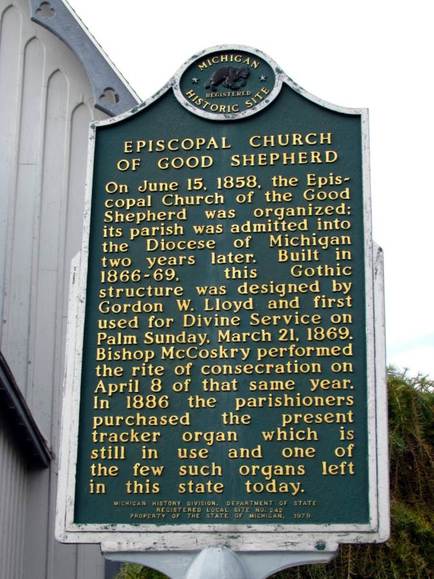 MICHIGAN
REGISTERED
HISTORIC SITE
EPISCOPAL CHURCH
OF GOOD SHEPHERD
On June 15, 1858, the Epis-
copal Church of the Good
Shepherd was organized;
its parish was admitted into
the Diocese of Michigan
two years later. Built in
1866-69, this Gothic
structure was designed by
Gordon W. Lloyd and first
used for Divine Service on
Palm Sunday, March 21, 1869.
Bishop McCoskry performed
the rite of consecration on
April 8 of that same year.
In 1886 the parishioners
purchased the present
tracker organ which is
still in use and one of
the few such organs left
in this state today.
MICHIGAN HISTORY DIVISION, DEPARTMENT OF STATE
REGISTERED LOCAL SITE NO. 242
PROPERTY OF THE STATE OF MICHIGAN, 1979